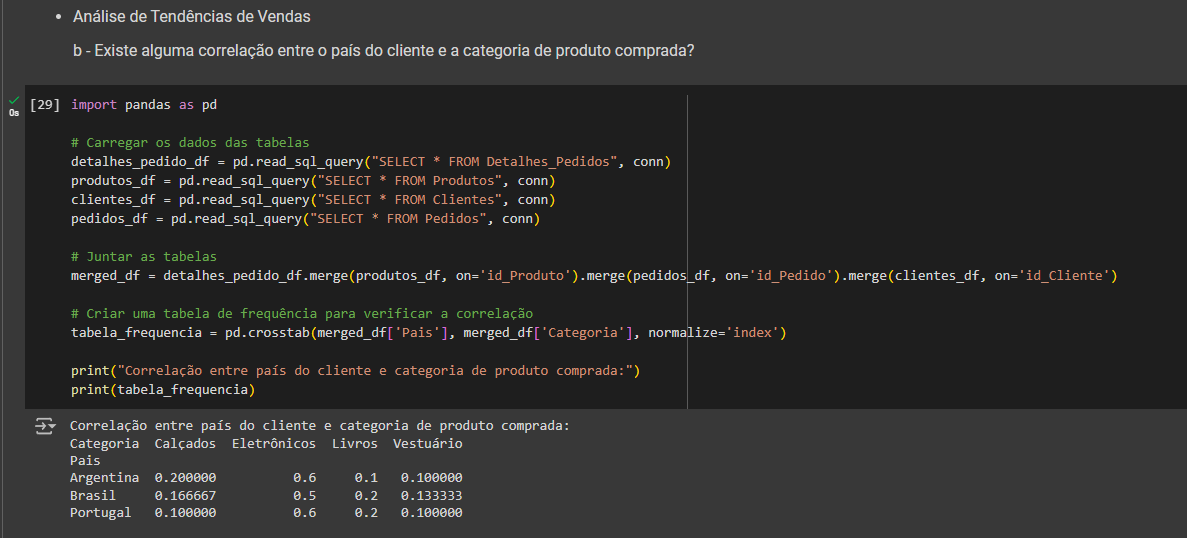 • Análise de Tendências de Vendas
b - Existe alguma correlação entre o país do cliente e a categoria de produto comprada?
0s
[29] import pandas as pd
# Carregar os dados das tabelas
detalhes_pedido_df = pd.read_sql_query("SELECT * FROM Detalhes_Pedidos", conn)
produtos_df = pd.read_sql_query("SELECT * FROM Produtos", conn)
clientes_df = pd.read_sql_query("SELECT * FROM Clientes", conn)
pedidos_df = pd.read_sql_query("SELECT * FROM Pedidos", conn)
# Juntar as tabelas
merged_df = detalhes_pedido_df.merge(produtos_df, on='id_Produto').merge(pedidos_df, on='id_Pedido').merge(clientes_df, on='id_Cliente')
# Criar uma tabela de frequência para verificar a correlação
tabela_frequencia = pd.crosstab(merged_df['Pais'], merged_df['Categoria'], normalize='index')
print("Correlação entre país do cliente e categoria de produto comprada:")
print(tabela_frequencia)
Correlação entre país do cliente e categoria de produto comprada:
Categoria  Calçados  Eletrônicos  Livros  Vestuário
Pais
Argentina  0.200000          0.6     0.1   0.100000
Brasil     0.166667          0.5     0.2   0.133333
Portugal   0.100000          0.6     0.2   0.100000